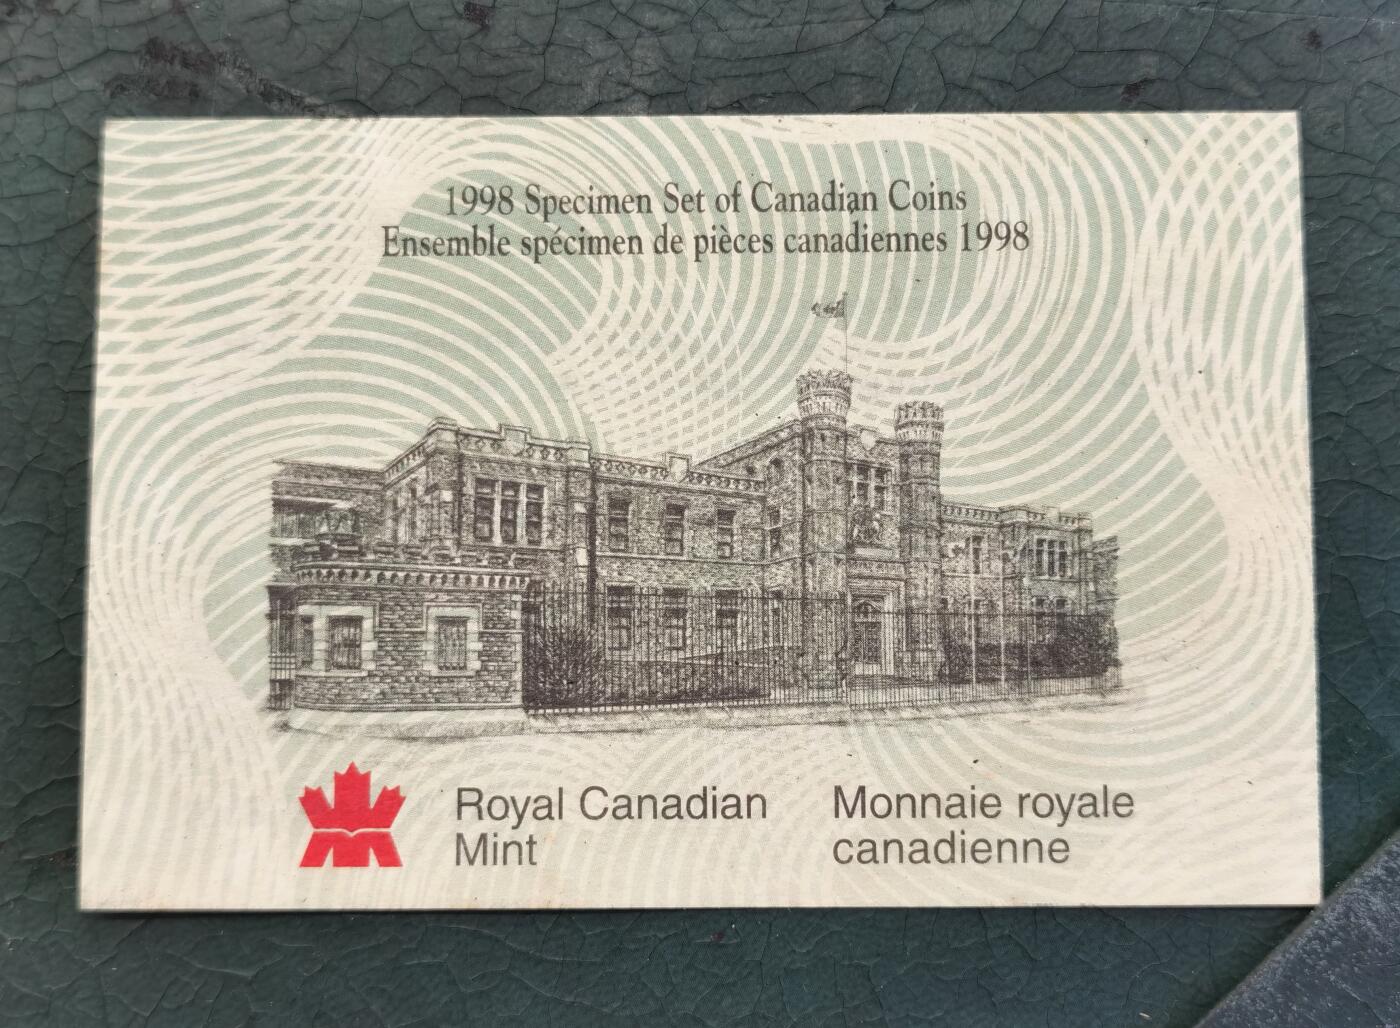 1998 Specimen Set of Canadian Coins
Ensemble spécimen de pièces canadiennes 1998
Royal Canadian
Mint
Monnaie royale
canadienne